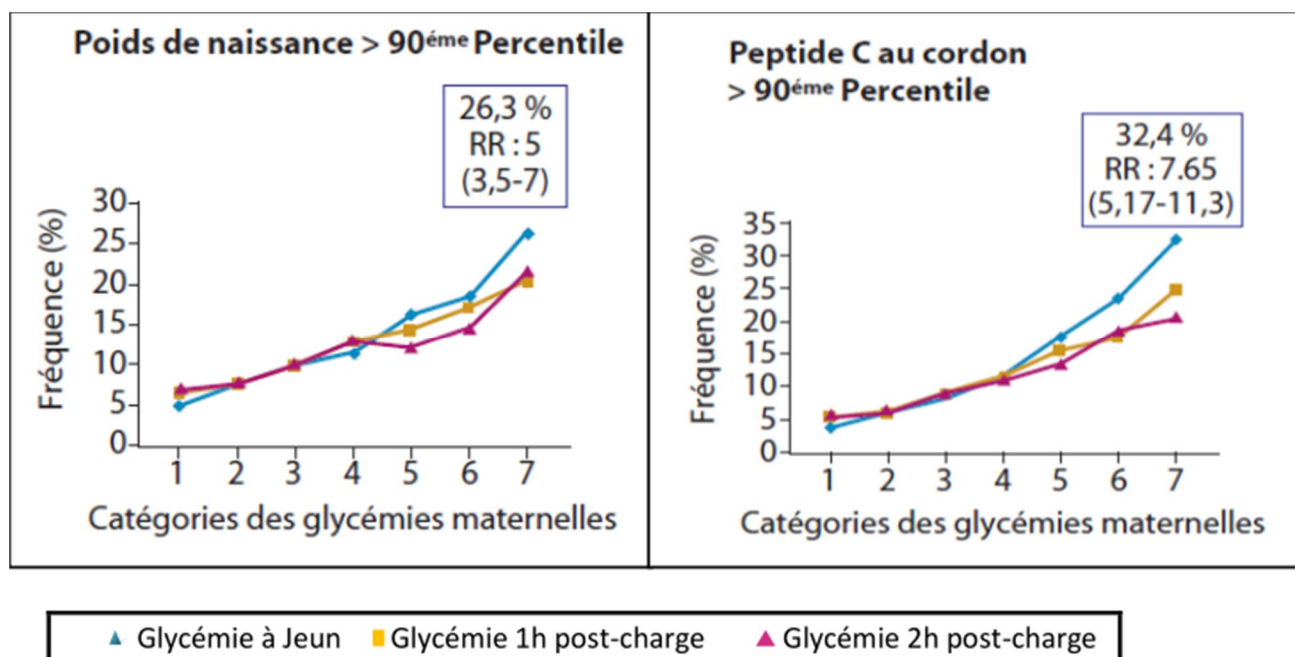 Poids de naissance > 90éme Percentile
26,3 %
RR : 5
(3,5-7)
Fréquence (%)
30
25
20
15
10
5
0
1 2 3 4 5 6 7
Catégories des glycémies maternelles
Peptide C au cordon
> 90éme Percentile
32,4 %
RR : 7.65
(5,17-11,3)
Fréquence (%)
35
30
25
20
15
10
5
0
1 2 3 4 5 6 7
Catégories des glycémies maternelles
Glycémie à Jeun Glycémie 1h post-charge Glycémie 2h post-charge